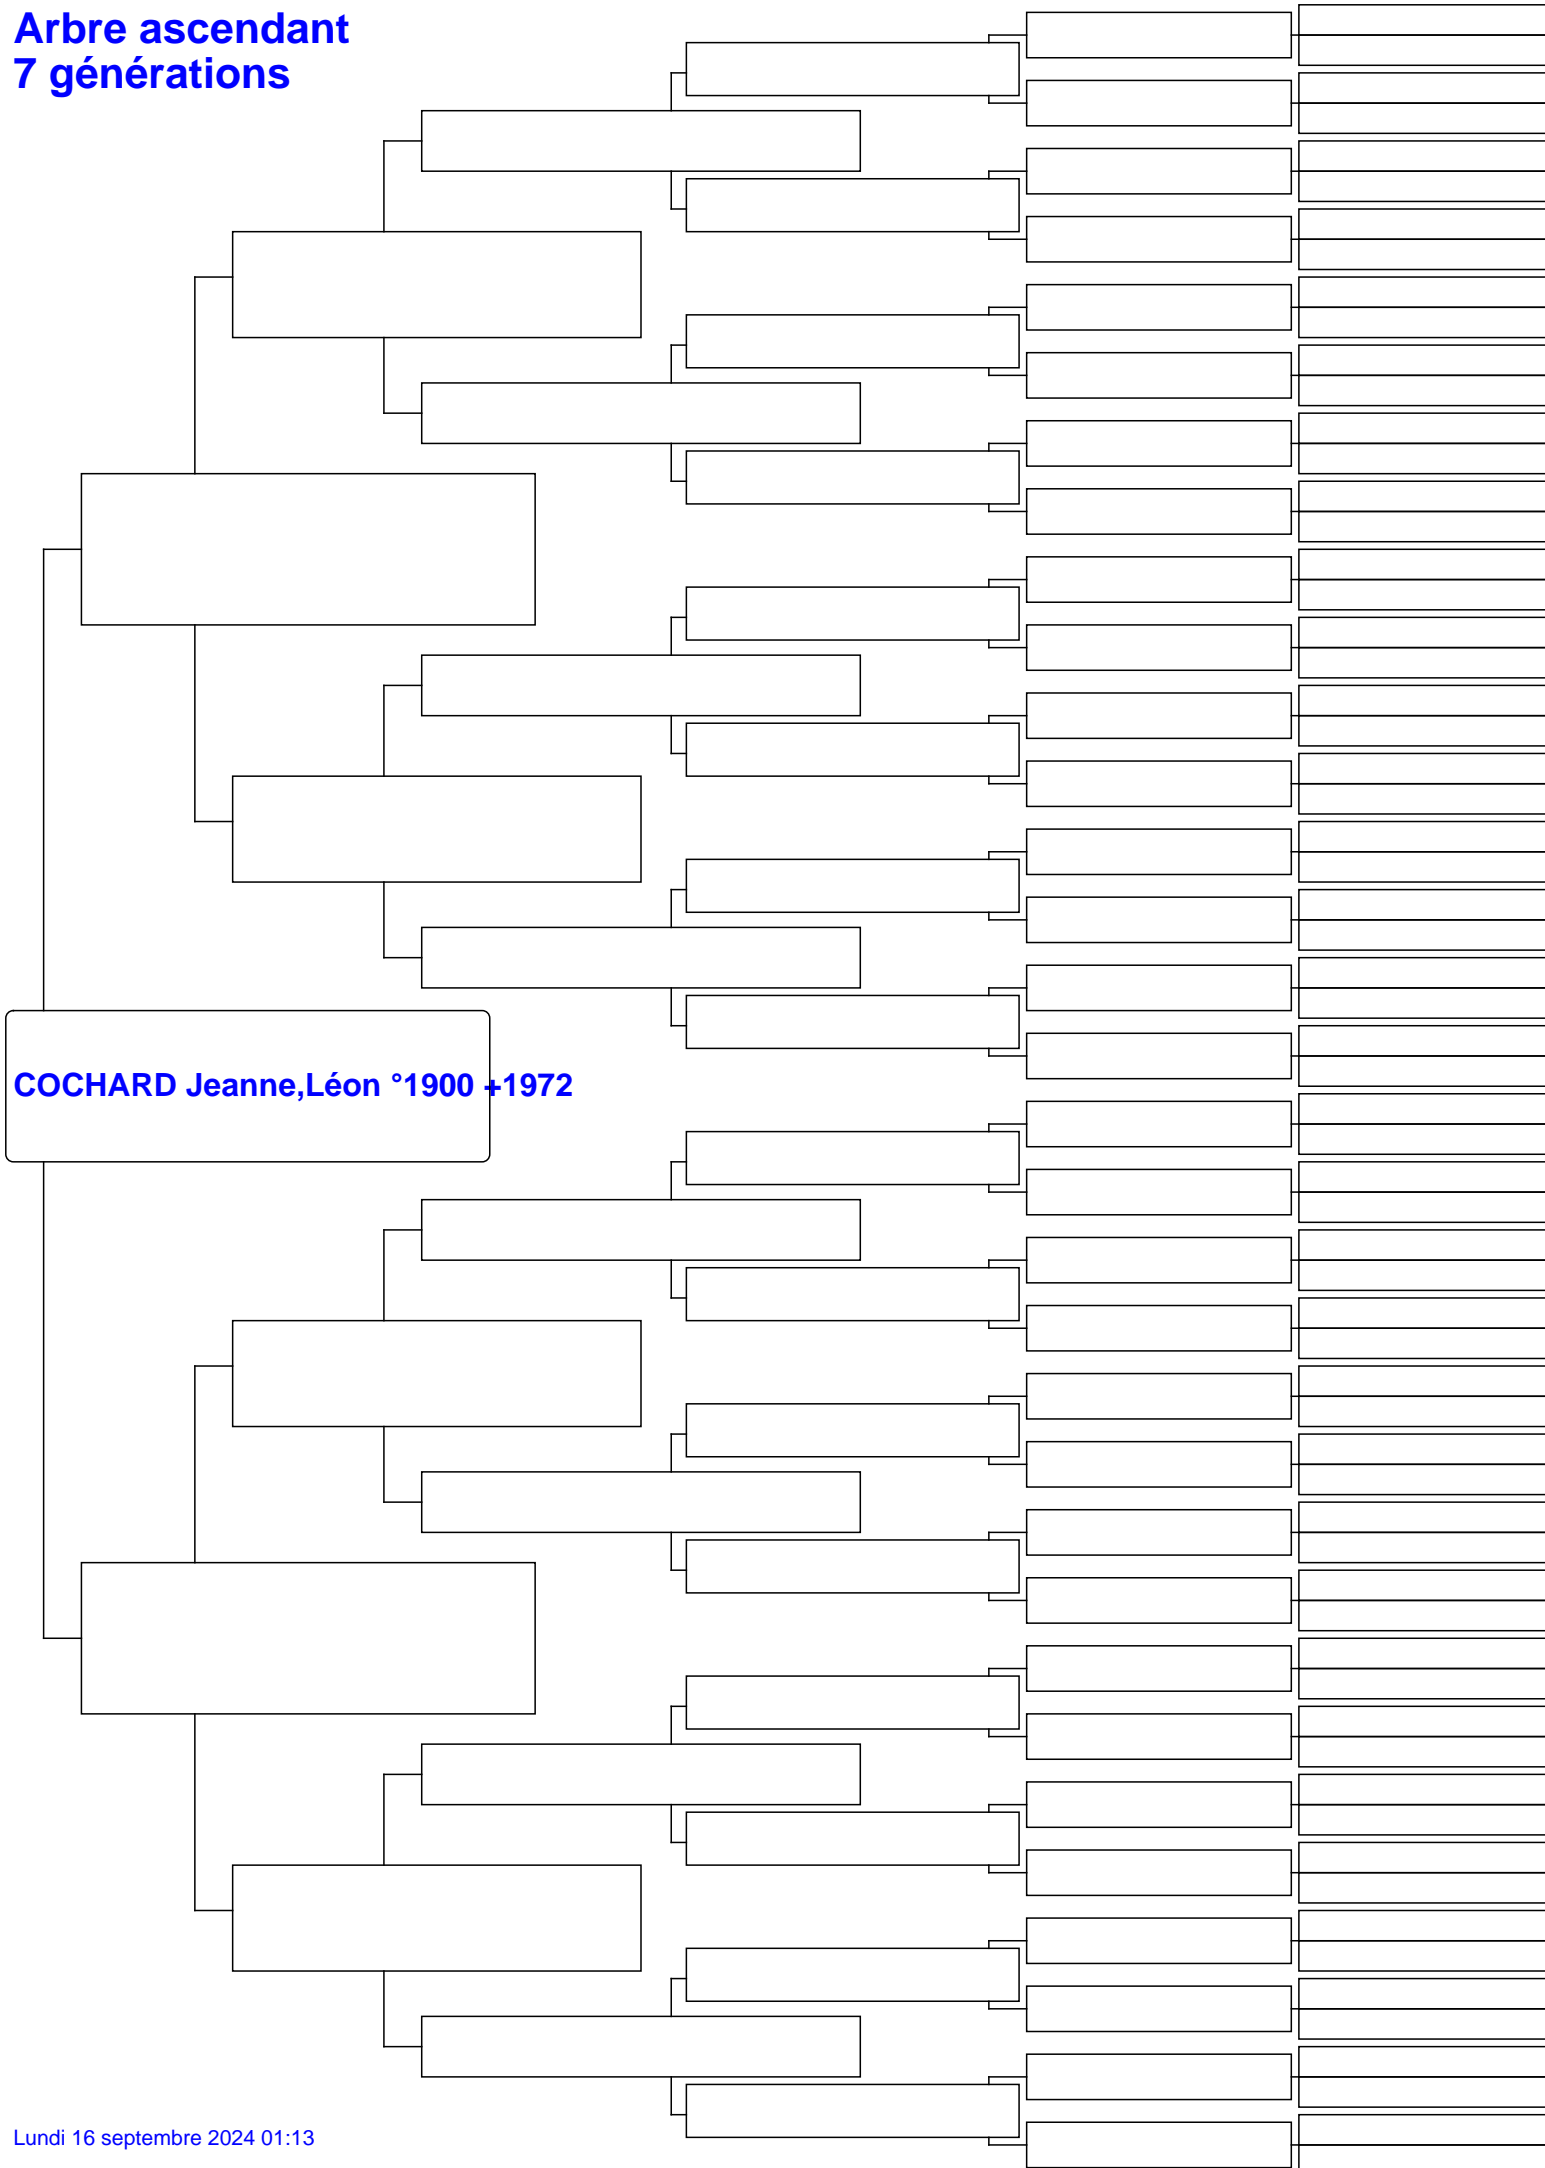 Arbre ascendant
7 générations
COCHARD Jeanne,Léon °1900 +1972
Lundi 16 septembre 2024 01:13